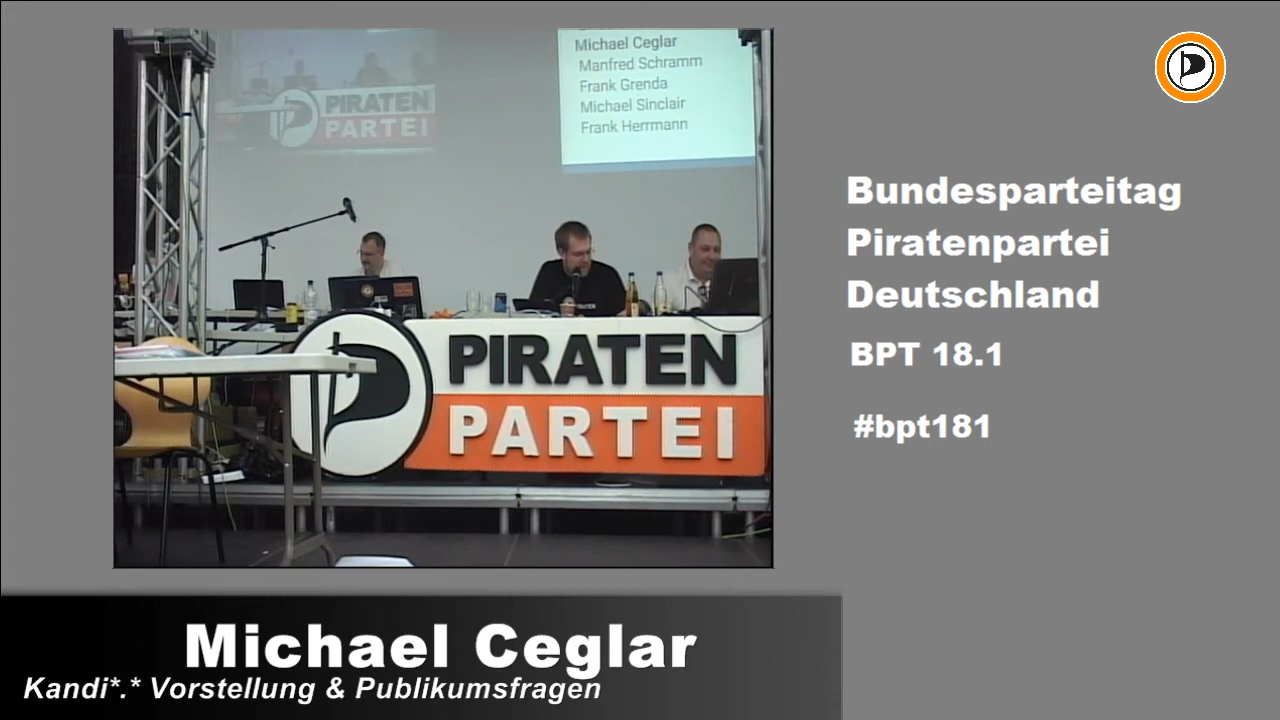 Michael Ceglar
Manfred Schramm
Frank Grenda
Michael Sinclair
Frank Herrmann
PIRATEN
PARTEI
PIRATEN
PARTEI
Bundesparteitag
Piratenpartei
Deutschland
BPT 18.1
#bpt181
Michael Ceglar
Kandi*.* Vorstellung & Publikumsfragen